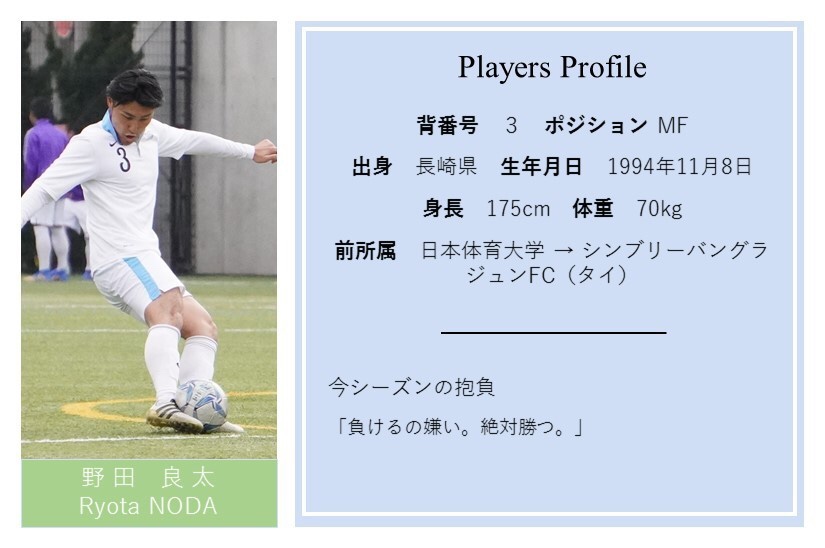 3
野田 良太
Ryota NODA
Players Profile
背番号 3 ポジション MF
出身 長崎県 生年月日 1994年11月8日
身長 175cm 体重 70kg
前所属 日本体育大学 → シンブリーバングラ
ジュンFC（タイ）
今シーズンの抱負
「負けるの嫌い。絶対勝つ。」